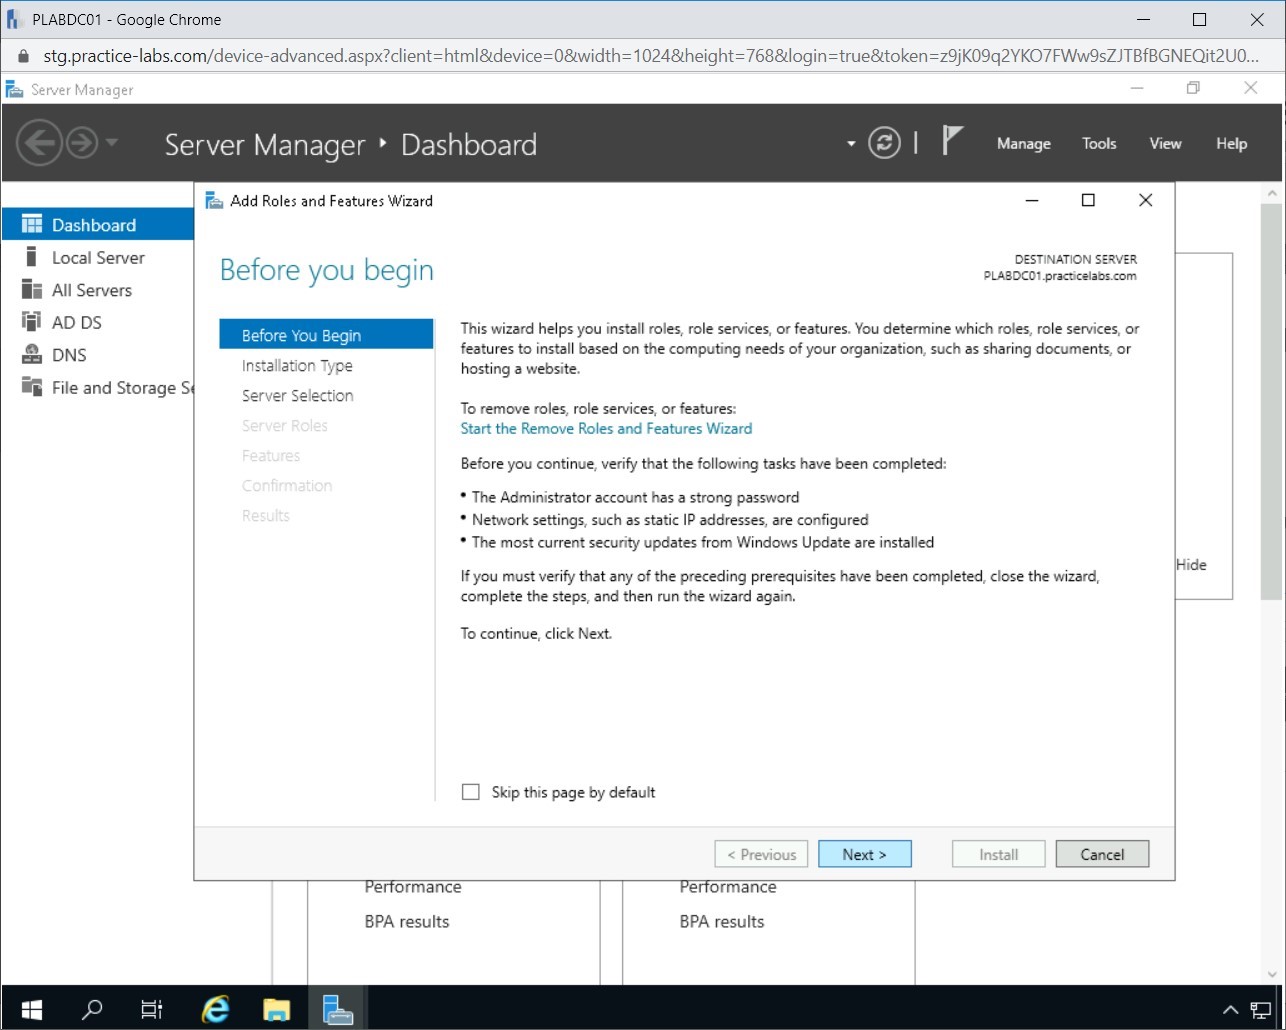 PLABDC01 - Google Chrome
stg.practice-labs.com/device-advanced.aspx?client=html&device=0&width=1024&height=768&login=true&token=z9jK09q2YKO7FWw9sZJTBfBGNEQit2U0...
Server Manager
Server Manager ‣ Dashboard
Manage Tools View Help
Dashboard
Local Server
All Servers
AD DS
DNS
File and Storage Se
Add Roles and Features Wizard
Before you begin
DESTINATION SERVER
PLABDC01.practicelabs.com
Before You Begin
Installation Type
Server Selection
Server Roles
Features
Confirmation
Results
This wizard helps you install roles, role services, or features. You determine which roles, role services, or
features to install based on the computing needs of your organization, such as sharing documents, or
hosting a website.
To remove roles, role services, or features:
Start the Remove Roles and Features Wizard
Before you continue, verify that the following tasks have been completed:
• The Administrator account has a strong password
• Network settings, such as static IP addresses, are configured
• The most current security updates from Windows Update are installed
If you must verify that any of the preceding prerequisites have been completed, close the wizard,
complete the steps, and then run the wizard again.
To continue, click Next.
Skip this page by default
< Previous
Next >
Install
Cancel
Hide
Performance
BPA results
Performance
BPA results